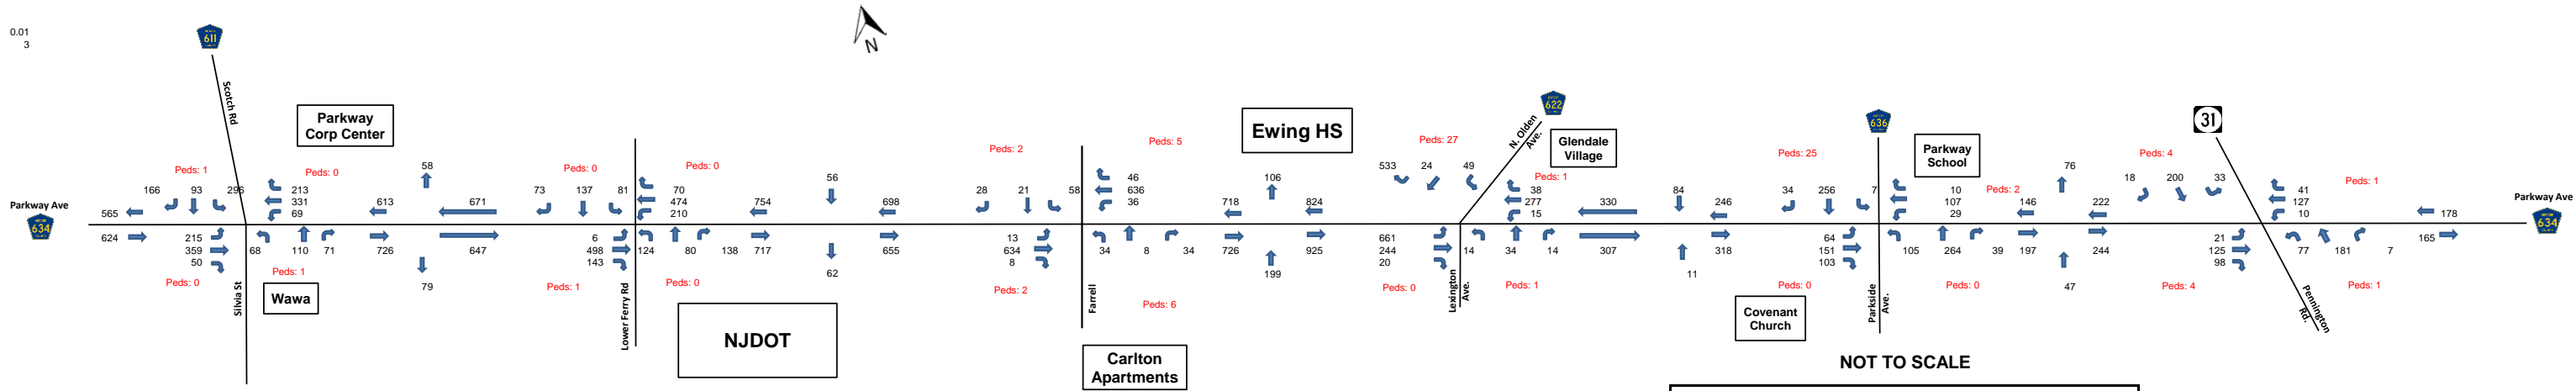 0.01
3
611
Scotch Rd
Parkway
Corp Center
Peds: 1
Peds: 0
166 93 296
213
331
69
Parkway Ave
634
565
624
215
359
50
68 110 71
Peds: 0
Peds: 1
Silvia St
Wawa
613
726
58
79
671
647
Peds: 0
Peds: 0
73 137 81
70
474
210
6
498
143
124 80 138
Peds: 1
Peds: 0
Lower Ferry Rd
NJDOT
754
717
56
62
698
655
N
Peds: 2
Peds: 5
28 21 58
46
636
36
13
634
8
34 8 34
Peds: 2
Peds: 6
Farrell
Carlton
Apartments
718
726
106
199
824
925
Ewing HS
Peds: 27
533 24 49
N. Olden
Ave.
622
Glendale
Village
Peds: 1
38
277
15
661
244
20
14 34 14
Peds: 0
Peds: 1
Lexington
Ave.
330
307
84
11
246
318
Peds: 25
34 256 7
636
Parkway
School
10
107
29
Peds: 2
64
151
103
105 264 39
Peds: 0
Peds: 0
Covenant
Church
Parkside
Ave.
146
197
76
47
222
244
Peds: 4
18 200 33
31
Peds: 1
41
127
10
21
125
98
77 181 7
Peds: 4
Peds: 1
Pennington
Rd.
178
165
Parkway Ave
634
NOT TO SCALE